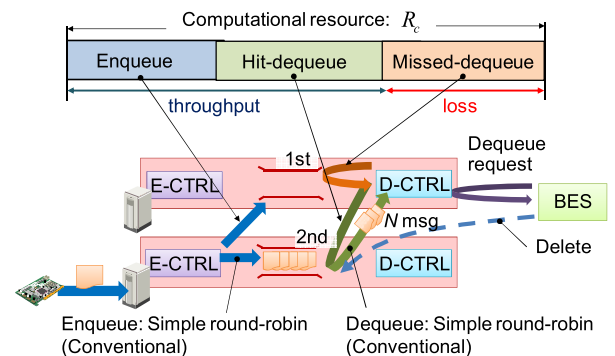 Computational resource: Rc
Enqueue
Hit-dequeue
Missed-dequeue
throughput
loss
1st
Dequeue
request
E-CTRL
D-CTRL
BES
N msg
2nd
Delete
E-CTRL
D-CTRL
Enqueue: Simple round-robin
(Conventional)
Dequeue: Simple round-robin
(Conventional)